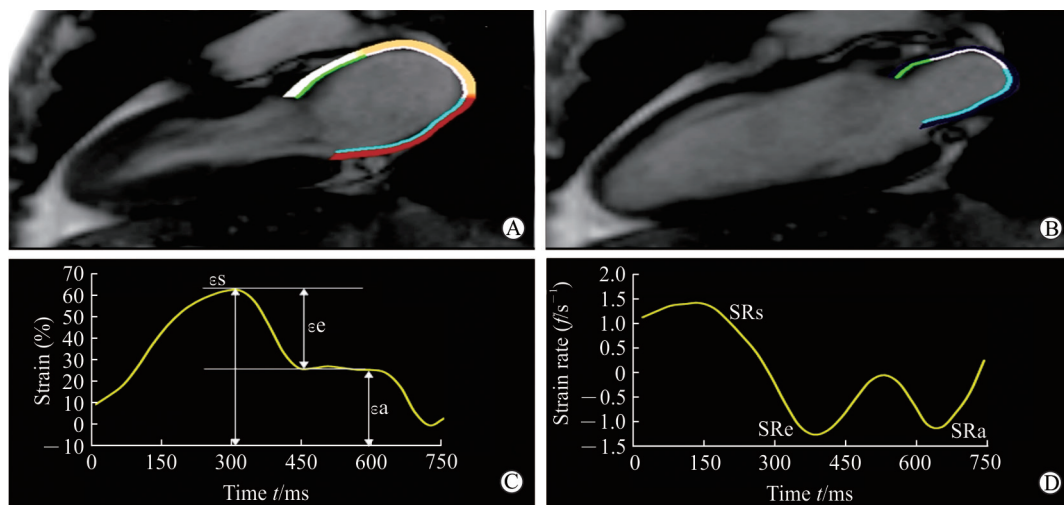 A
B
70
60
50
40
30
20
10
0
−10
Strain (%)
εs
εe
εa
0
150
300
450
600
750
Time t/ms
C
2.0
1.5
1.0
0.5
0
−0.5
−1.0
−1.5
Strain rate (f/s⁻¹)
SRs
SRe
SRa
0
150
300
450
600
750
Time t/ms
D